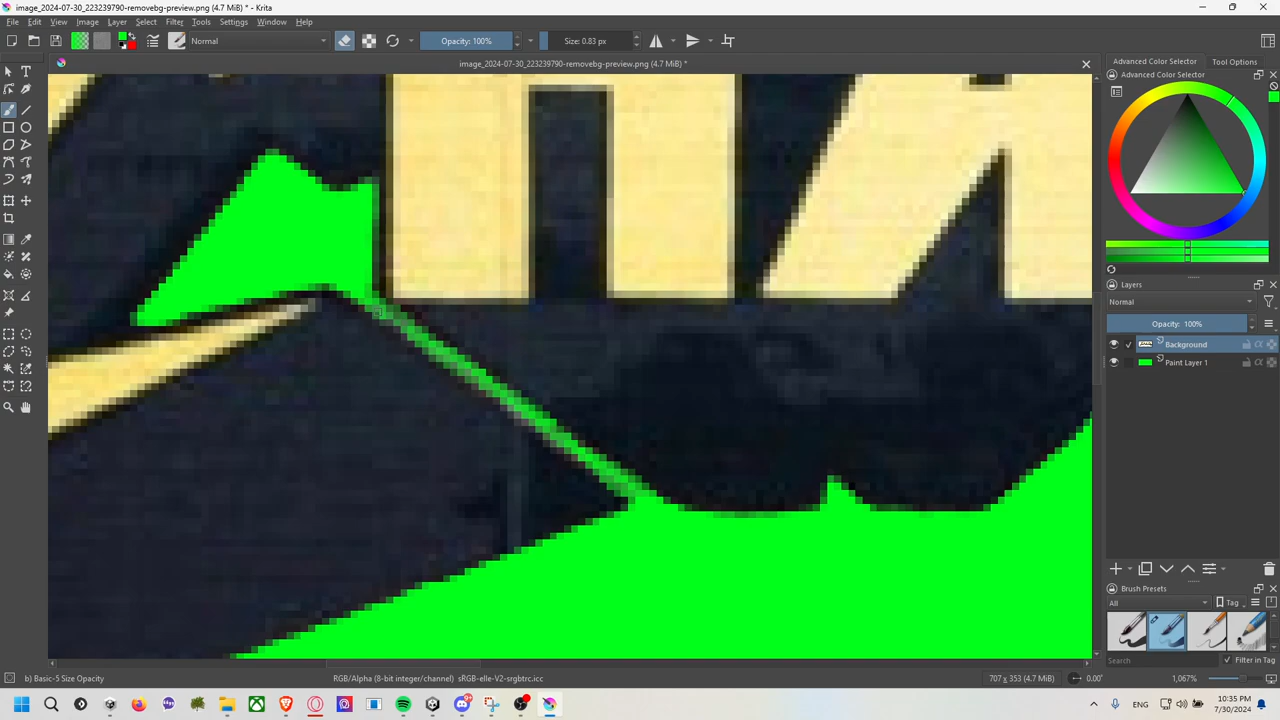 image_2024-07-30_223239790-removebg-preview.png (4.7 MiB) * - Krita
File Edit View Image Layer Select Filter Tools Settings Window Help
Normal Opacity: 100% Size: 0.83 px
image_2024-07-30_223239790-removebg-preview.png (4.7 MiB) *
Advanced Color Selector Tool Options
Advanced Color Selector
Layers
Normal
Opacity: 100%
Background
Paint Layer 1
Brush Presets
All Tag
Search Filter in Tag
b) Basic-5 Size Opacity RGB/Alpha (8-bit integer/channel) sRGB-elle-V2-srgbtrc.icc 707 x 353 (4.7 MiB) 0.00° 1,067%
ENG 10:35 PM
7/30/2024